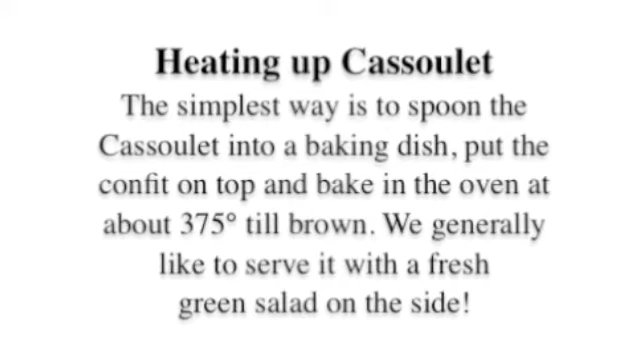 Heating up Cassoulet
The simplest way is to spoon the
Cassoulet into a baking dish, put the
confit on top and bake in the oven at
about 375° till brown. We generally
like to serve it with a fresh
green salad on the side!